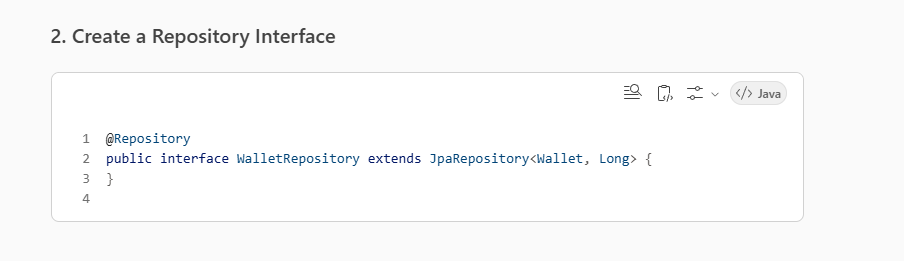 2. Create a Repository Interface
</> Java
1 @Repository
2 public interface WalletRepository extends JpaRepository<Wallet, Long> {
3 }
4